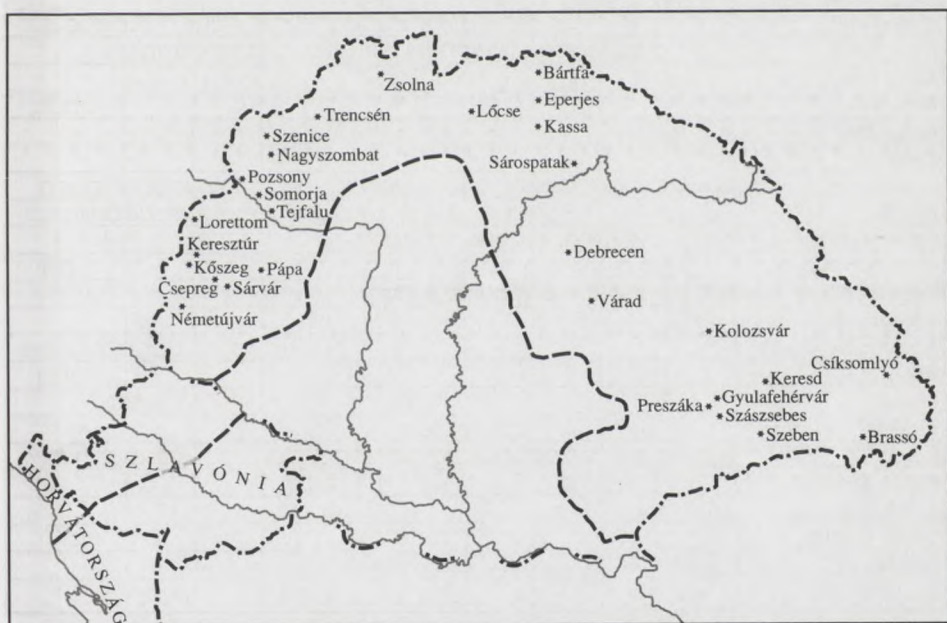 Bártfa
Zsolna
Eperjes
Lőcse
Trencsén
Kassa
Szenice
Nagyszombat
Sárospatak
Pozsony
Somorja
Tejfalu
Lorettom
Keresztúr
Debrecen
Kőszeg
Pápa
Csepreg
Sárvár
Németújvár
Várad
Kolozsvár
Csíksomlyó
Keresd
Gyulafehérvár
Preszáka
Szászsebes
Szeben
Brassó
SZLAVÓNIA
HORVÁTORSZÁG